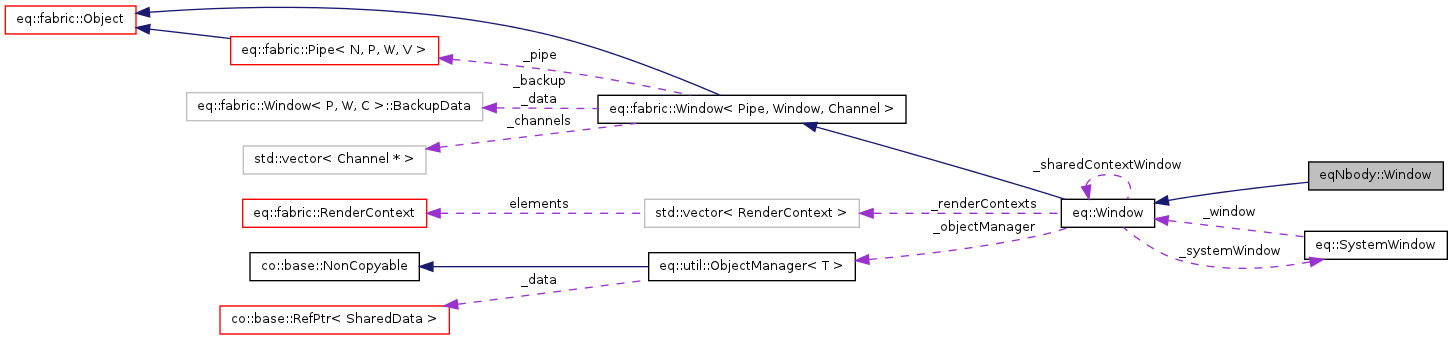 eq::fabric::Object
eq::fabric::Pipe< N, P, W, V >
_pipe
_backup
_data
eq::fabric::Window< P, W, C >::BackupData
eq::fabric::Window< Pipe, Window, Channel >
_channels
std::vector< Channel * >
_sharedContextWindow
eqNbody::Window
eq::fabric::RenderContext
elements
std::vector< RenderContext >
_renderContexts
eq::Window
_window
_objectManager
eq::SystemWindow
_systemWindow
co::base::NonCopyable
eq::util::ObjectManager< T >
_data
co::base::RefPtr< SharedData >